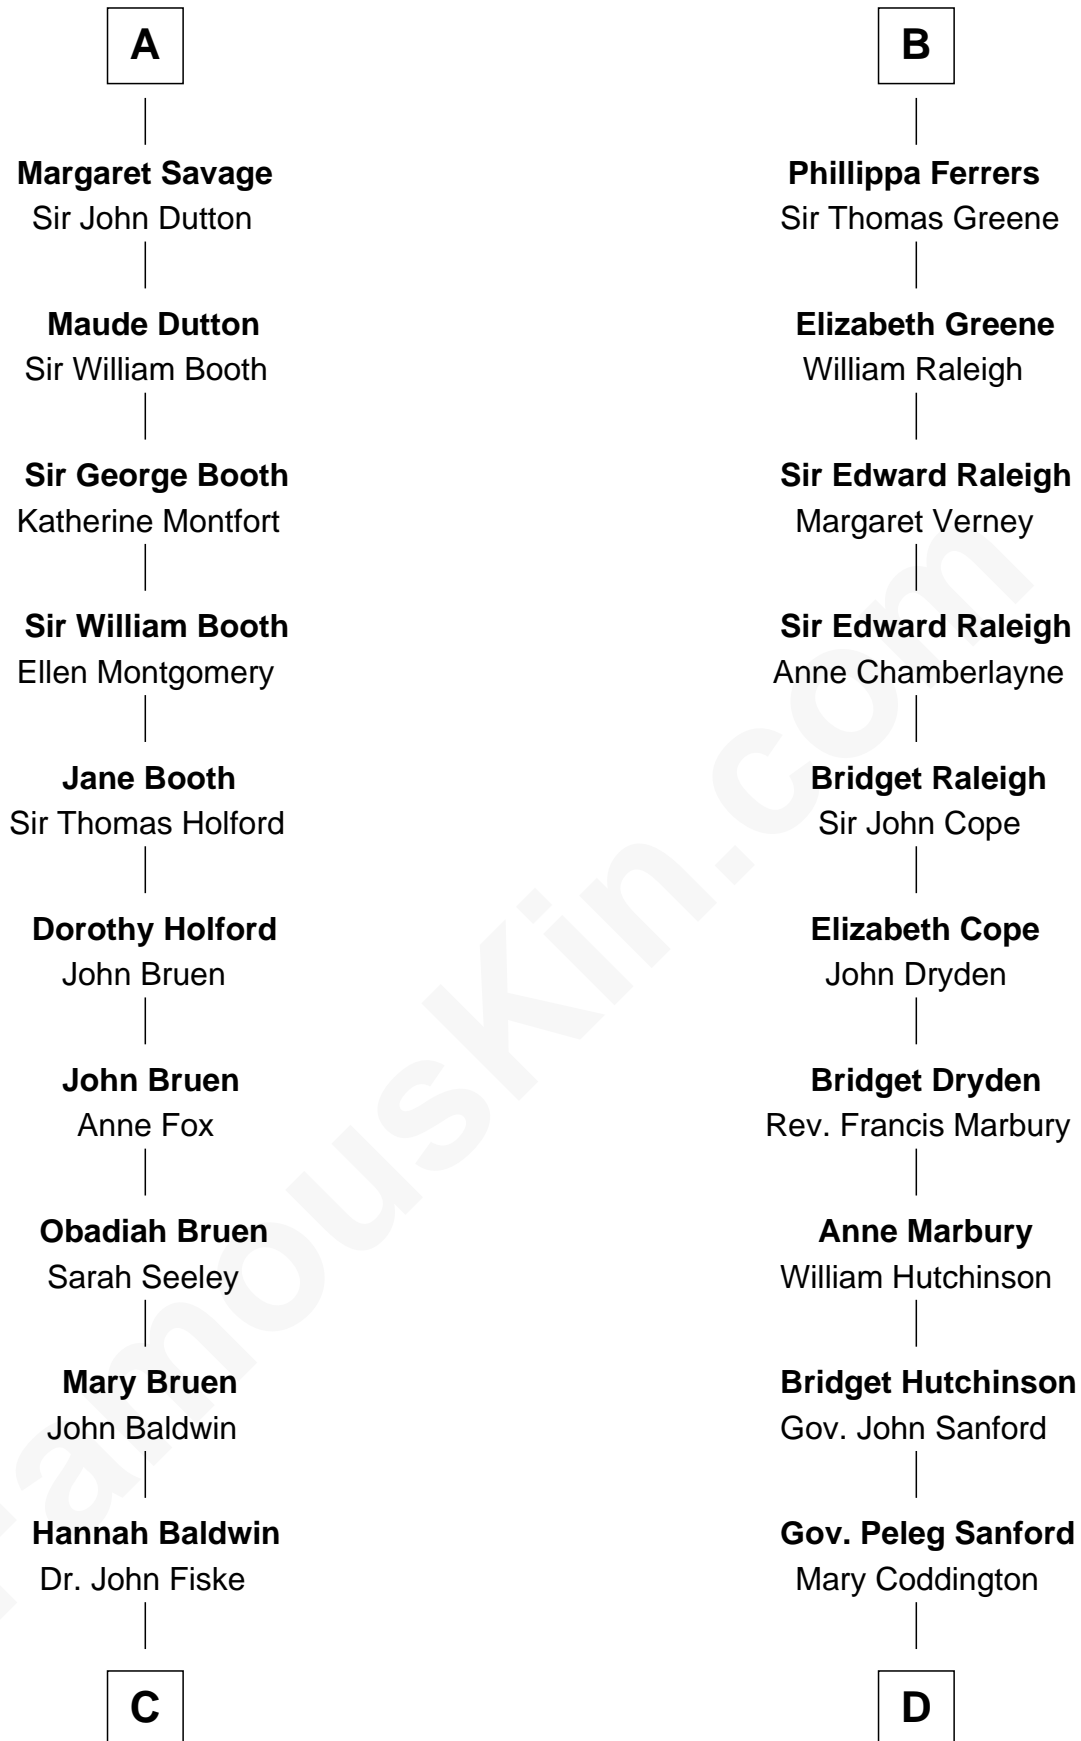 A
Margaret Savage
Sir John Dutton
Maude Dutton
Sir William Booth
Sir George Booth
Katherine Montfort
Sir William Booth
Ellen Montgomery
Jane Booth
Sir Thomas Holford
Dorothy Holford
John Bruen
John Bruen
Anne Fox
Obadiah Bruen
Sarah Seeley
Mary Bruen
John Baldwin
Hannah Baldwin
Dr. John Fiske
C
B
Phillippa Ferrers
Sir Thomas Greene
Elizabeth Greene
William Raleigh
Sir Edward Raleigh
Margaret Verney
Sir Edward Raleigh
Anne Chamberlayne
Bridget Raleigh
Sir John Cope
Elizabeth Cope
John Dryden
Bridget Dryden
Rev. Francis Marbury
Anne Marbury
William Hutchinson
Bridget Hutchinson
Gov. John Sanford
Gov. Peleg Sanford
Mary Coddington
D
FamousKin.com